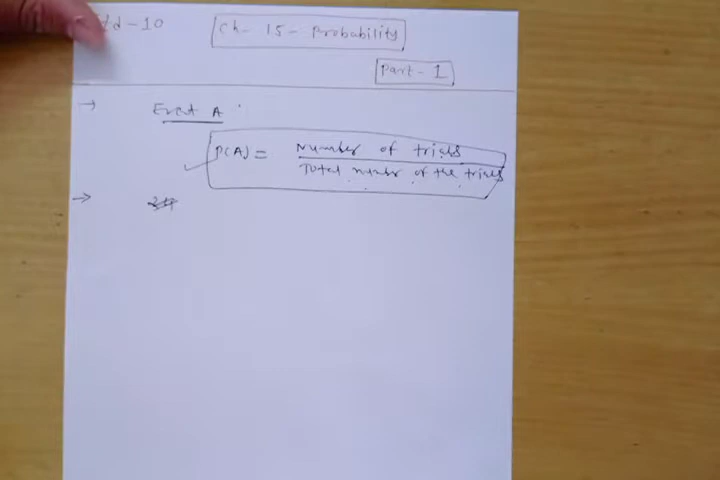 td-10
Ch- 15- Probability
Part- 1
→ Event A
P(A) = Number of trials
Total number of the trials
→